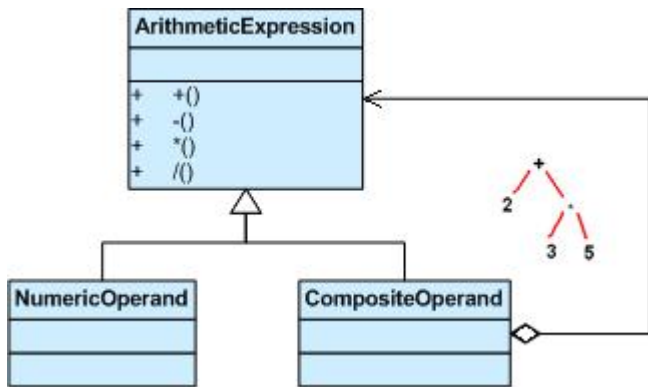 ArithmeticExpression
+ +()
+ -()
+ *()
+ /()
+
2
-
3 5
NumericOperand
CompositeOperand